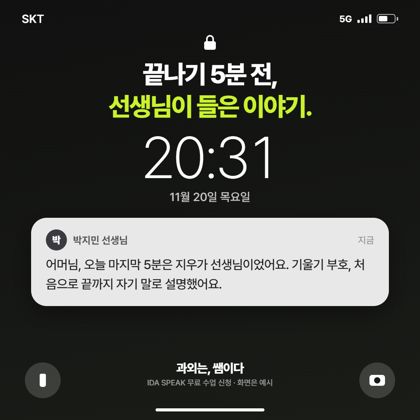 SKT
5G
끝나기 5분 전,
선생님이 들은 이야기.
20:31
11월 20일 목요일
박 박지민 선생님 지금
어머님, 오늘 마지막 5분은 지우가 선생님이었어요. 기울기 부호, 처
음으로 끝까지 자기 말로 설명했어요.
과외는, 쌤이다
IDA SPEAK 무료 수업 신청 · 화면은 예시